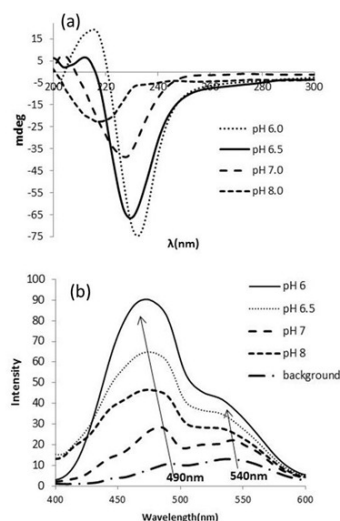 (a)
15
5
-5
-15
-25
-35
-45
-55
-65
-75
mdeg
200
220
240
260
280
300
λ(nm)
pH 6.0
pH 6.5
pH 7.0
pH 8.0
(b)
100
90
80
70
60
50
40
30
20
10
0
Intensity
400
450
500
550
600
Wavelength(nm)
pH 6
pH 6.5
pH 7
pH 8
background
490nm
540nm